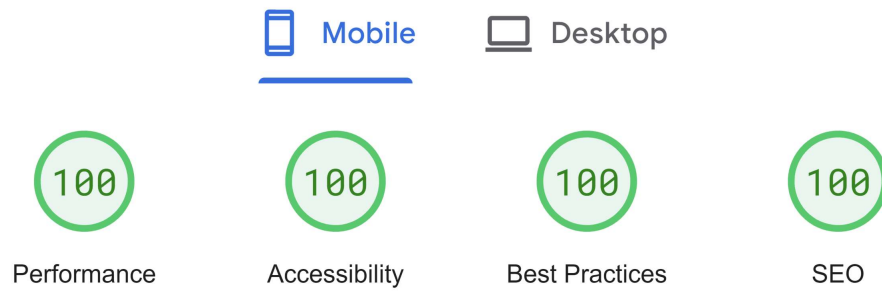 Mobile Desktop
100 100 100 100
Performance Accessibility Best Practices SEO